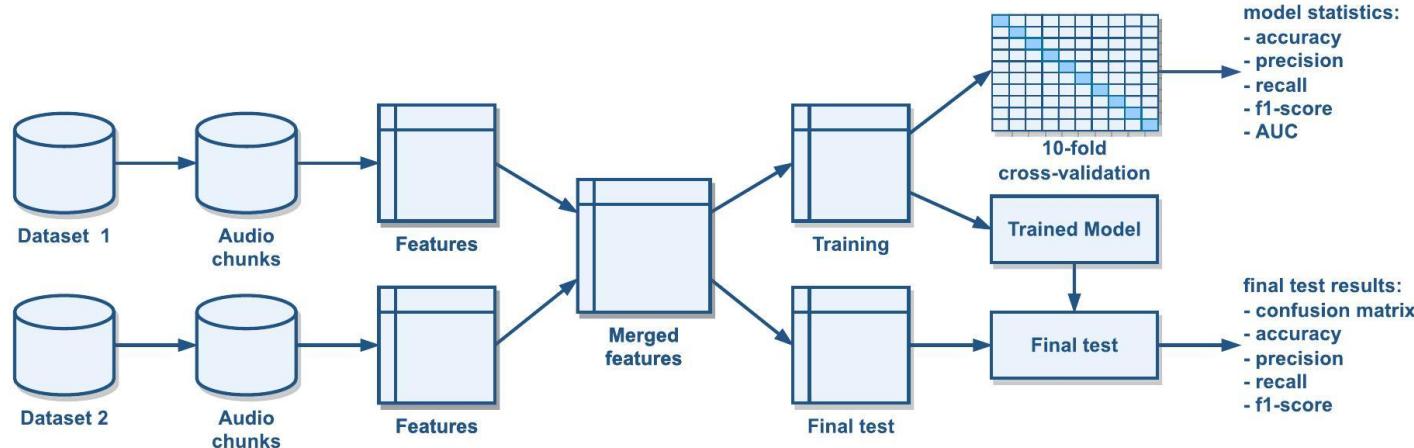 model statistics:
- accuracy
- precision
- recall
- f1-score
- AUC
10-fold
cross-validation
Dataset 1
Audio
chunks
Features
Training
Trained Model
Merged
features
Dataset 2
Audio
chunks
Features
Final test
Final test
final test results:
- confusion matrix
- accuracy
- precision
- recall
- f1-score